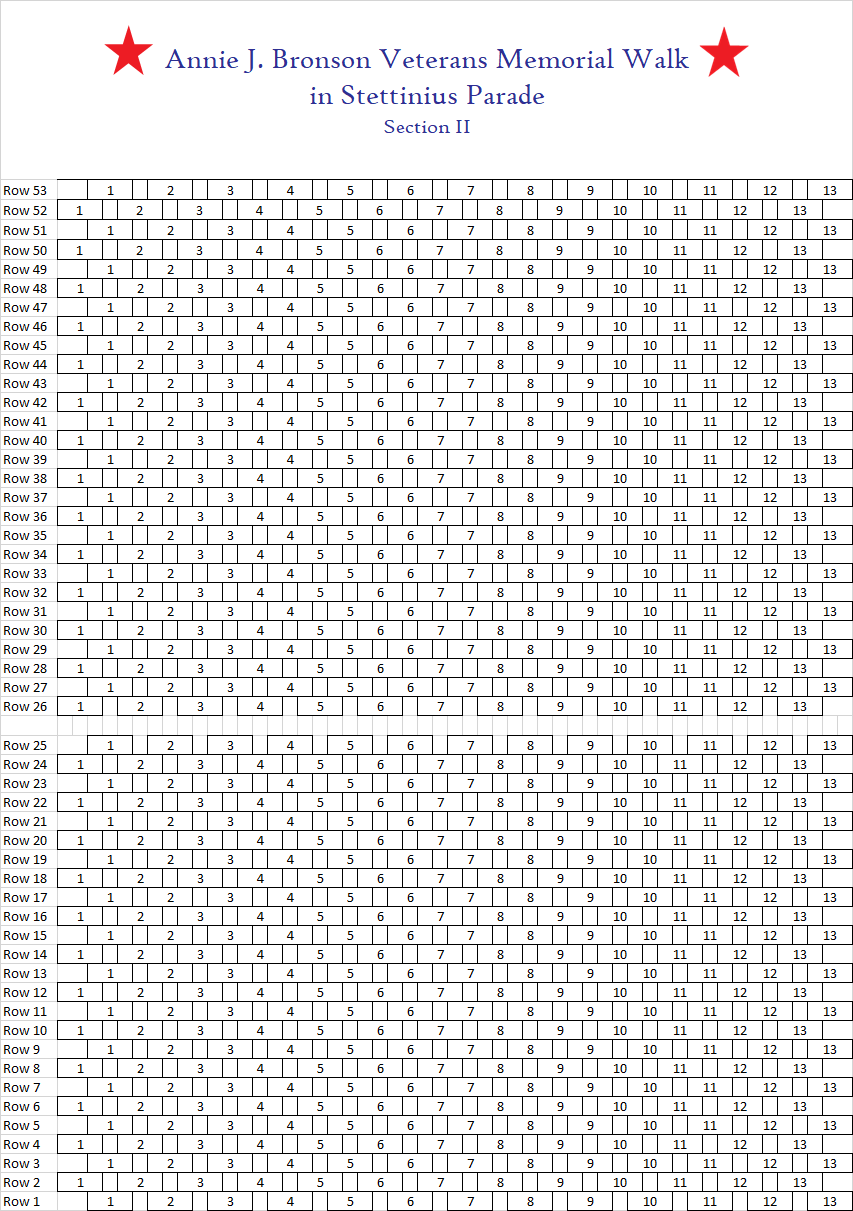 Annie J. Bronson Veterans Memorial Walk
in Stettinius Parade
Section II
Row 53 1 2 3 4 5 6 7 8 9 10 11 12 13
Row 52 1 2 3 4 5 6 7 8 9 10 11 12 13
Row 51 1 2 3 4 5 6 7 8 9 10 11 12 13
Row 50 1 2 3 4 5 6 7 8 9 10 11 12 13
Row 49 1 2 3 4 5 6 7 8 9 10 11 12 13
Row 48 1 2 3 4 5 6 7 8 9 10 11 12 13
Row 47 1 2 3 4 5 6 7 8 9 10 11 12 13
Row 46 1 2 3 4 5 6 7 8 9 10 11 12 13
Row 45 1 2 3 4 5 6 7 8 9 10 11 12 13
Row 44 1 2 3 4 5 6 7 8 9 10 11 12 13
Row 43 1 2 3 4 5 6 7 8 9 10 11 12 13
Row 42 1 2 3 4 5 6 7 8 9 10 11 12 13
Row 41 1 2 3 4 5 6 7 8 9 10 11 12 13
Row 40 1 2 3 4 5 6 7 8 9 10 11 12 13
Row 39 1 2 3 4 5 6 7 8 9 10 11 12 13
Row 38 1 2 3 4 5 6 7 8 9 10 11 12 13
Row 37 1 2 3 4 5 6 7 8 9 10 11 12 13
Row 36 1 2 3 4 5 6 7 8 9 10 11 12 13
Row 35 1 2 3 4 5 6 7 8 9 10 11 12 13
Row 34 1 2 3 4 5 6 7 8 9 10 11 12 13
Row 33 1 2 3 4 5 6 7 8 9 10 11 12 13
Row 32 1 2 3 4 5 6 7 8 9 10 11 12 13
Row 31 1 2 3 4 5 6 7 8 9 10 11 12 13
Row 30 1 2 3 4 5 6 7 8 9 10 11 12 13
Row 29 1 2 3 4 5 6 7 8 9 10 11 12 13
Row 28 1 2 3 4 5 6 7 8 9 10 11 12 13
Row 27 1 2 3 4 5 6 7 8 9 10 11 12 13
Row 26 1 2 3 4 5 6 7 8 9 10 11 12 13
Row 25 1 2 3 4 5 6 7 8 9 10 11 12 13
Row 24 1 2 3 4 5 6 7 8 9 10 11 12 13
Row 23 1 2 3 4 5 6 7 8 9 10 11 12 13
Row 22 1 2 3 4 5 6 7 8 9 10 11 12 13
Row 21 1 2 3 4 5 6 7 8 9 10 11 12 13
Row 20 1 2 3 4 5 6 7 8 9 10 11 12 13
Row 19 1 2 3 4 5 6 7 8 9 10 11 12 13
Row 18 1 2 3 4 5 6 7 8 9 10 11 12 13
Row 17 1 2 3 4 5 6 7 8 9 10 11 12 13
Row 16 1 2 3 4 5 6 7 8 9 10 11 12 13
Row 15 1 2 3 4 5 6 7 8 9 10 11 12 13
Row 14 1 2 3 4 5 6 7 8 9 10 11 12 13
Row 13 1 2 3 4 5 6 7 8 9 10 11 12 13
Row 12 1 2 3 4 5 6 7 8 9 10 11 12 13
Row 11 1 2 3 4 5 6 7 8 9 10 11 12 13
Row 10 1 2 3 4 5 6 7 8 9 10 11 12 13
Row 9 1 2 3 4 5 6 7 8 9 10 11 12 13
Row 8 1 2 3 4 5 6 7 8 9 10 11 12 13
Row 7 1 2 3 4 5 6 7 8 9 10 11 12 13
Row 6 1 2 3 4 5 6 7 8 9 10 11 12 13
Row 5 1 2 3 4 5 6 7 8 9 10 11 12 13
Row 4 1 2 3 4 5 6 7 8 9 10 11 12 13
Row 3 1 2 3 4 5 6 7 8 9 10 11 12 13
Row 2 1 2 3 4 5 6 7 8 9 10 11 12 13
Row 1 1 2 3 4 5 6 7 8 9 10 11 12 13